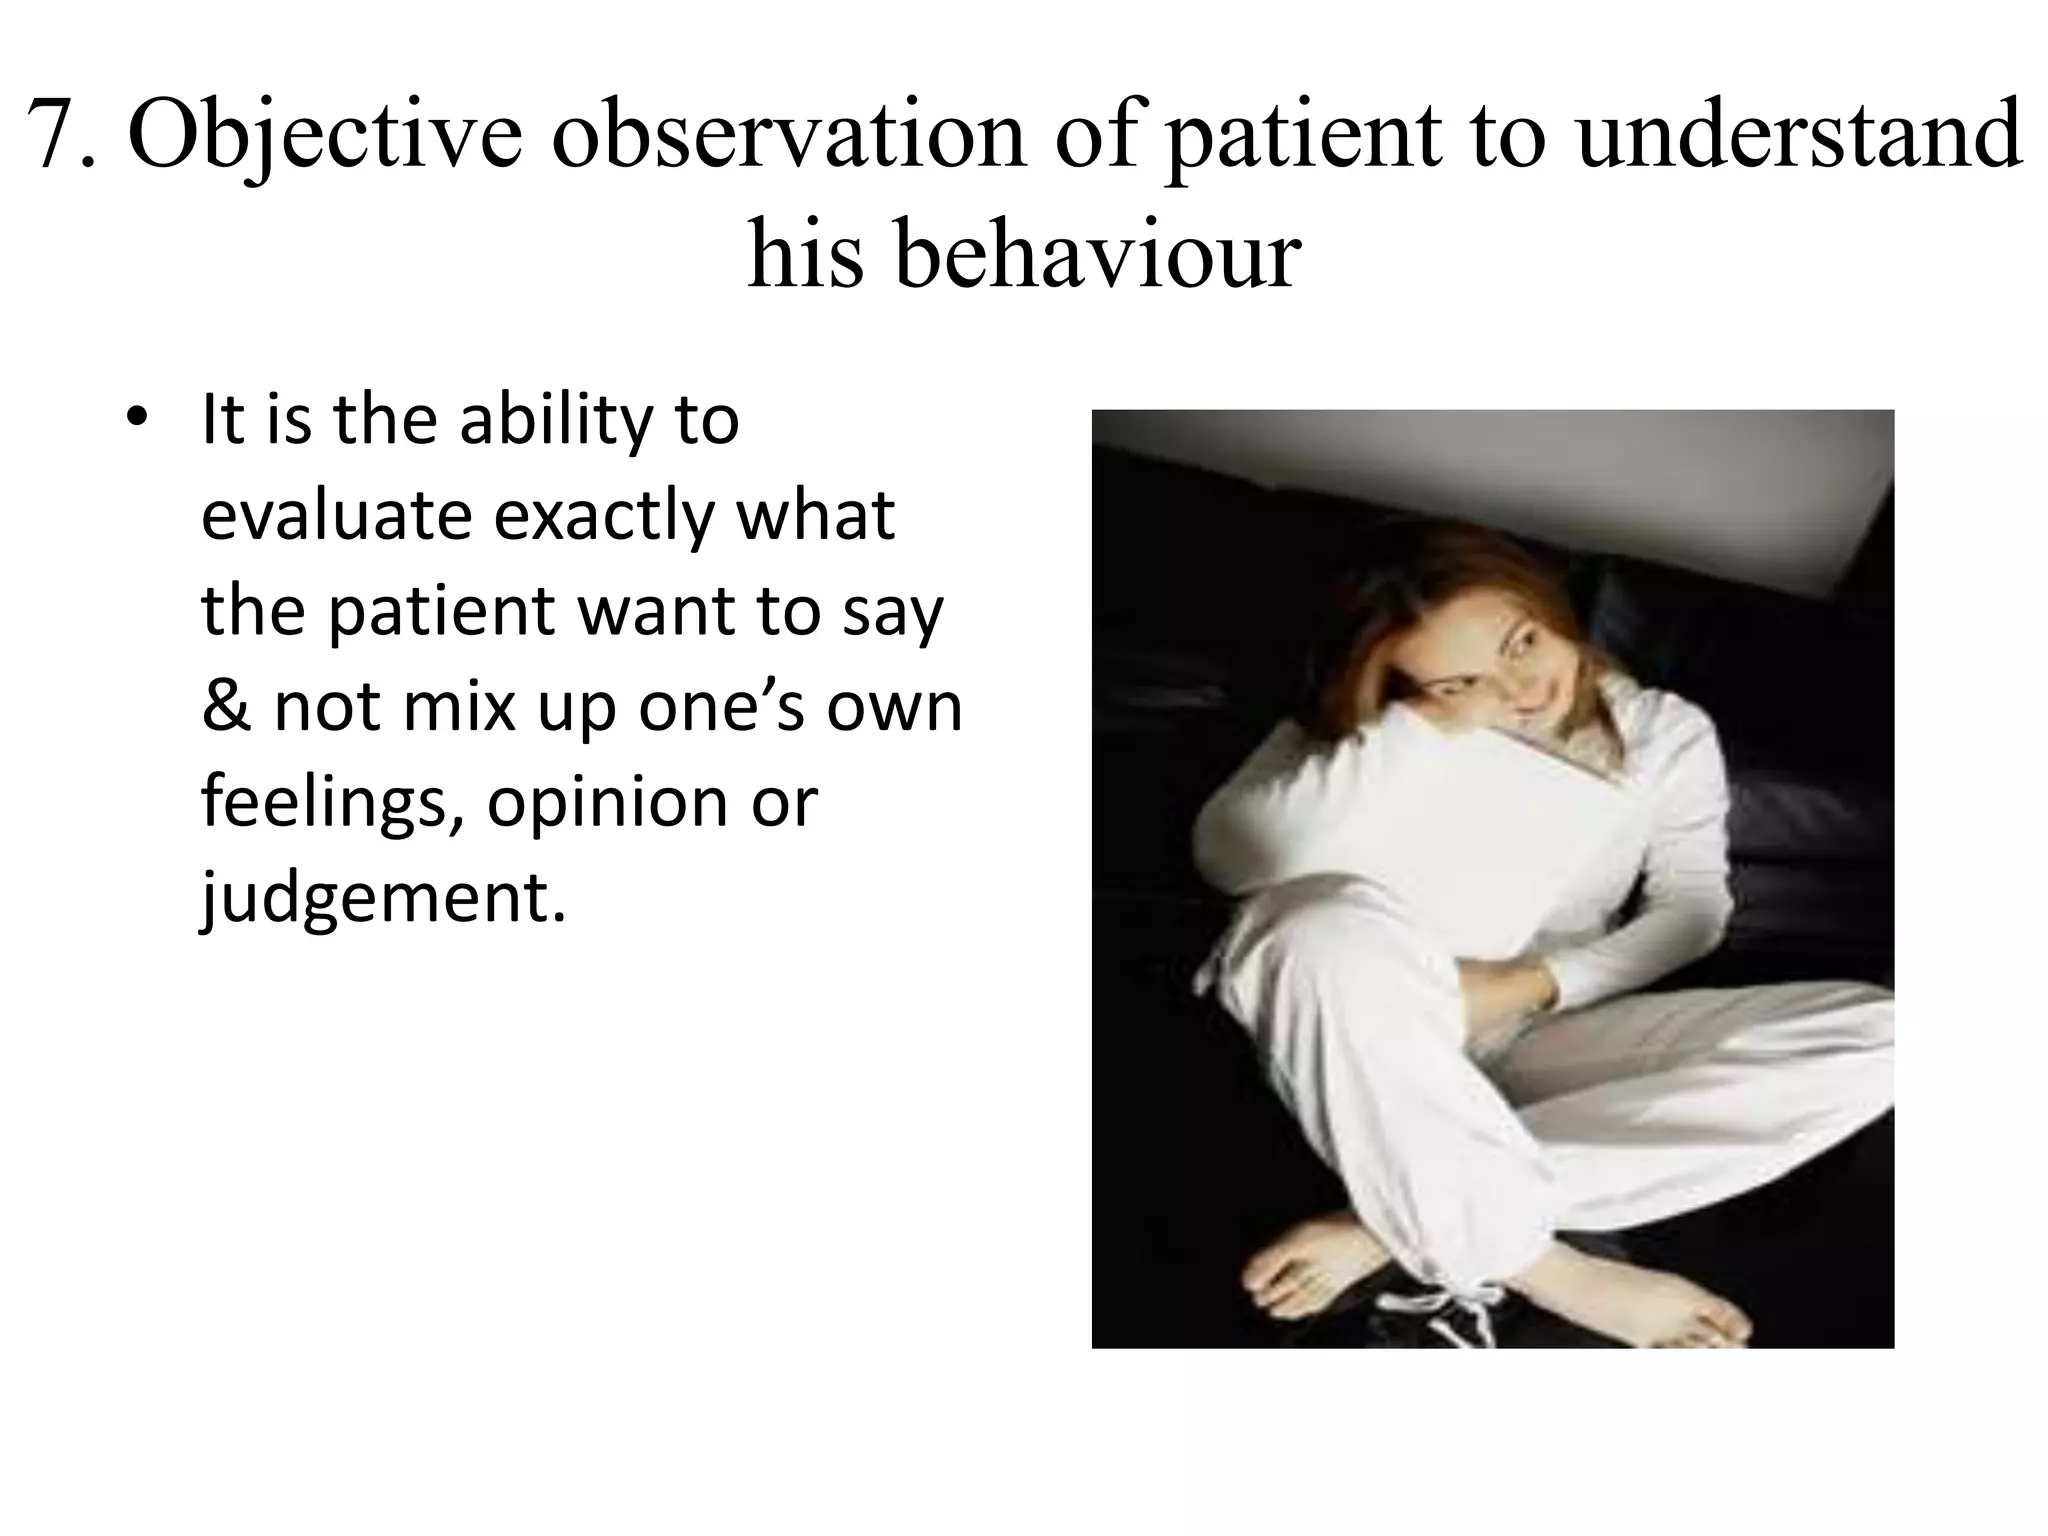 7. Objective observation of patient to understand
his behaviour
• It is the ability to
evaluate exactly what
the patient want to say
& not mix up one’s own
feelings, opinion or
judgement.